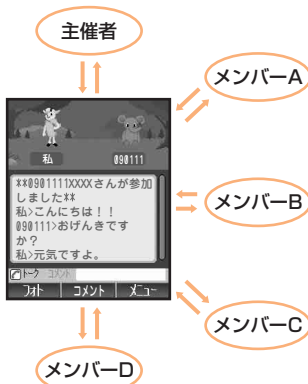 主催者
メンバーA
私 090111
**0901111XXXXさんが参加
しました**
私>こんにちは！！
090111>おげんきです
か？
私>元気ですよ。
メンバーB
トーク コメント
フォト コメント メニュー
メンバーC
メンバーD